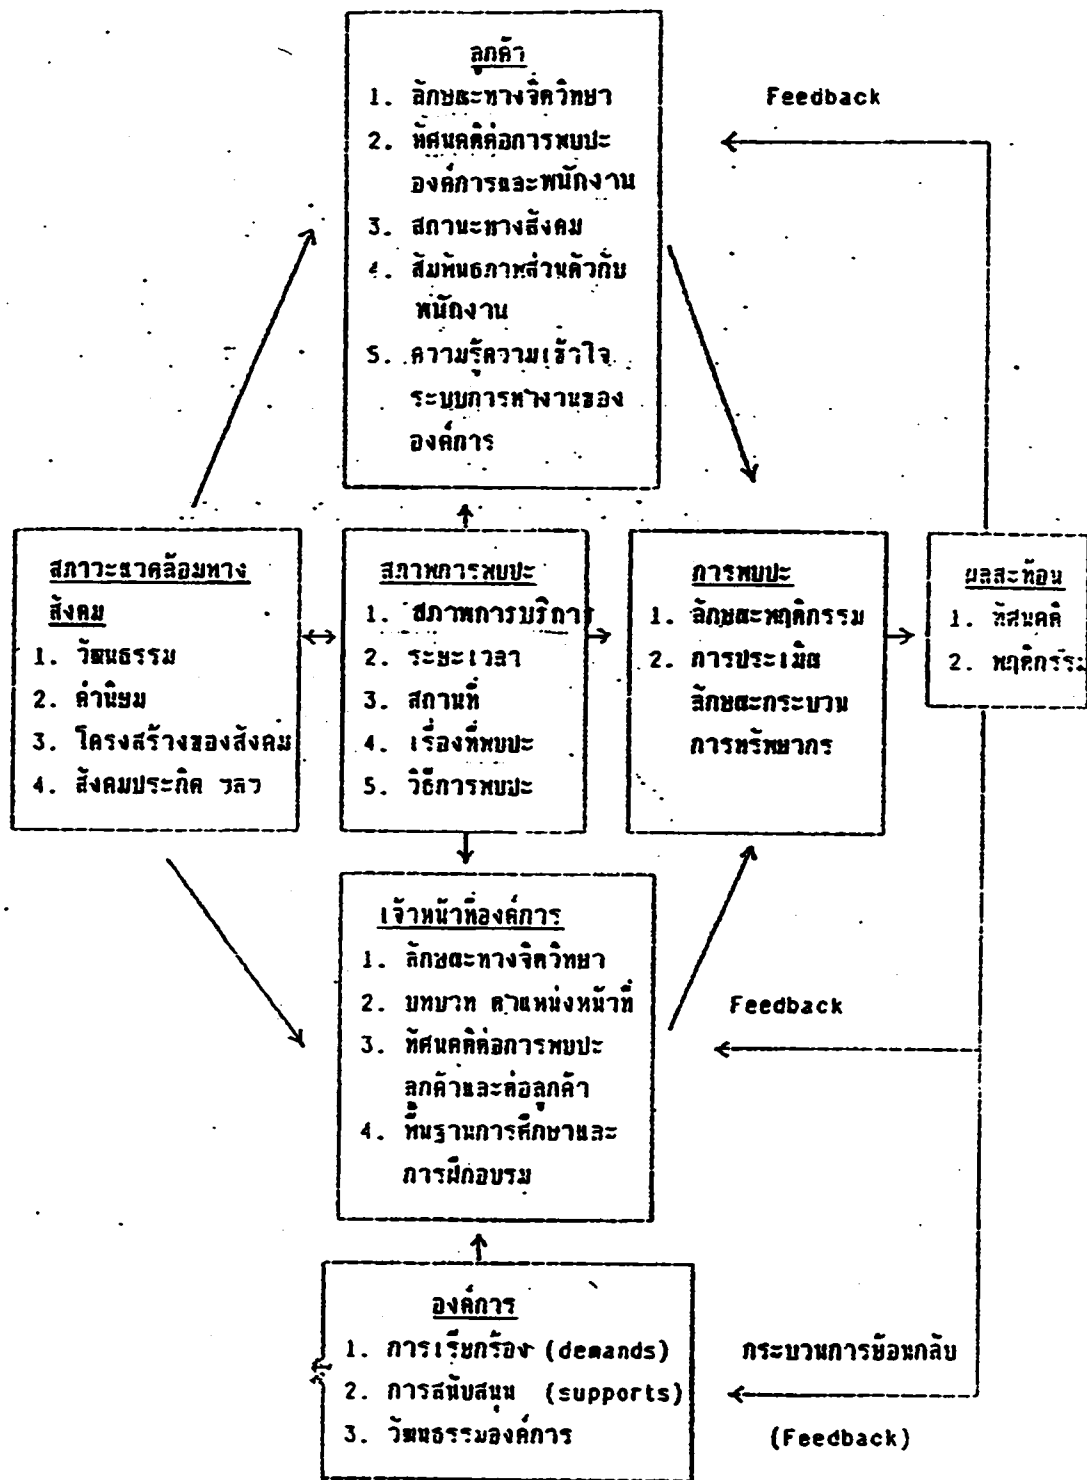 ลูกค้า
1. ลักษณะทางจิตวิทยา
2. ทัศนคติต่อการพบปะ
องค์การและพนักงาน
3. สถานะทางสังคม
4. สัมพันธภาพส่วนตัวกับ
พนักงาน
5. ความรู้ความเข้าใจ
ระบบการทำงานของ
องค์การ
Feedback
สภาวะแวดล้อมทาง
สังคม
1. วัฒนธรรม
2. ค่านิยม
3. โครงสร้างของสังคม
4. สังคมประกิต ฯลฯ
สภาพการพบปะ
1. สภาพการบริการ
2. ระยะเวลา
3. สถานที่
4. เรื่องที่พบปะ
5. วิธีการพบปะ
การพบปะ
1. ลักษณะพฤติกรรม
2. การประเมิน
ลักษณะกระบวน
การทรัพยากร
ผลสะท้อน
1. ทัศนคติ
2. พฤติกรรม
เจ้าหน้าที่องค์การ
1. ลักษณะทางจิตวิทยา
2. บทบาท ตำแหน่งหน้าที่
3. ทัศนคติต่อการพบปะ
ลูกค้าและต่อลูกค้า
4. พื้นฐานการศึกษาและ
การฝึกอบรม
Feedback
องค์การ
1. การเรียกร้อง (demands)
2. การสนับสนุน (supports)
3. วัฒนธรรมองค์การ
กระบวนการย้อนกลับ
(Feedback)